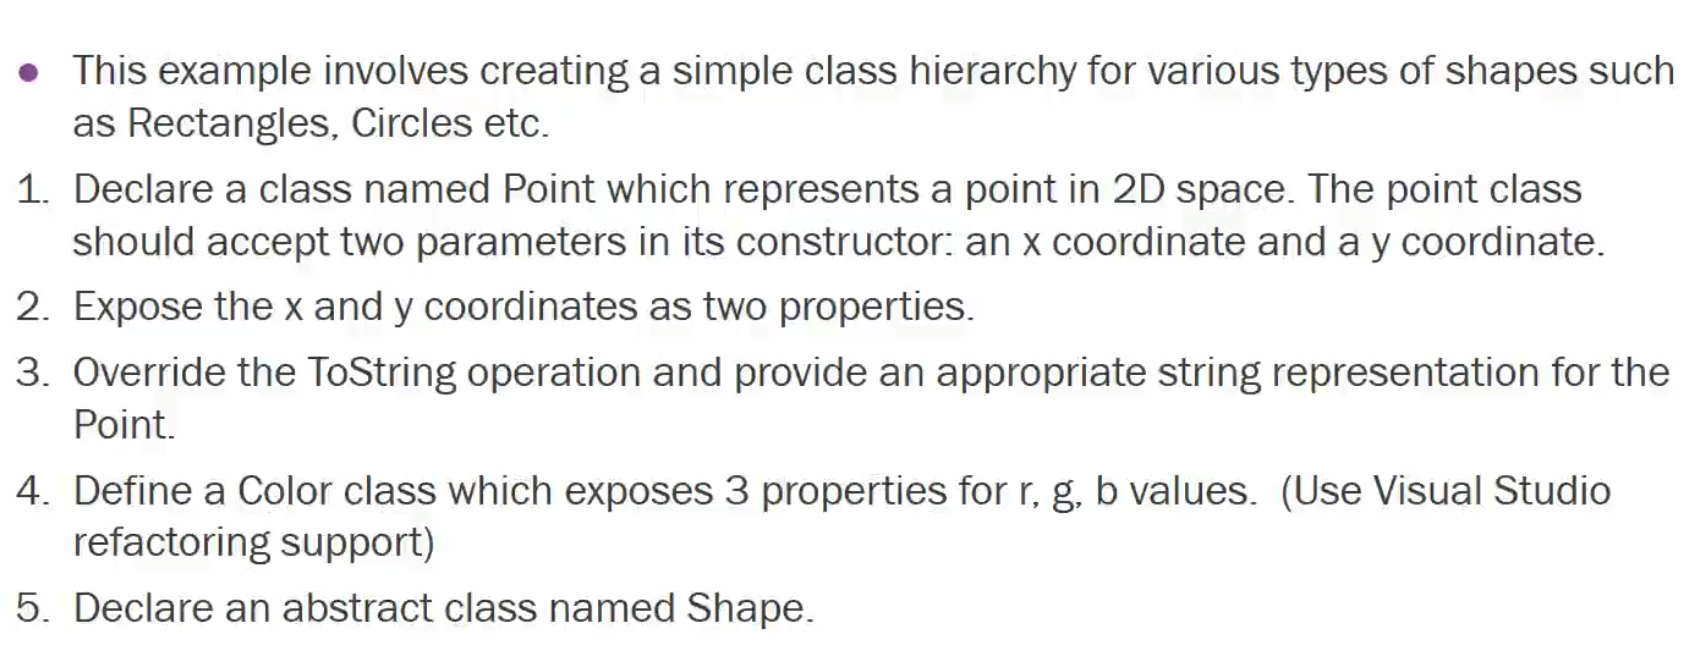 • This example involves creating a simple class hierarchy for various types of shapes such
as Rectangles, Circles etc.
1. Declare a class named Point which represents a point in 2D space. The point class
should accept two parameters in its constructor: an x coordinate and a y coordinate.
2. Expose the x and y coordinates as two properties.
3. Override the ToString operation and provide an appropriate string representation for the
Point.
4. Define a Color class which exposes 3 properties for r, g, b values. (Use Visual Studio
refactoring support)
5. Declare an abstract class named Shape.